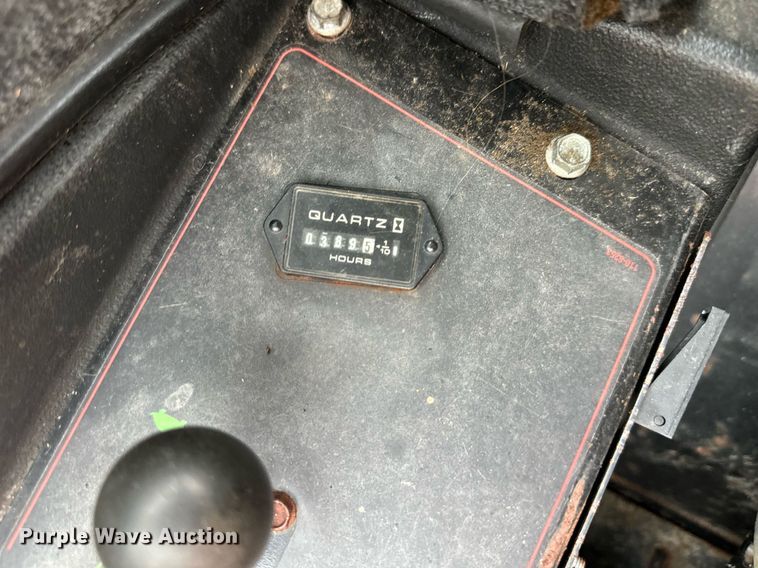 QUARTZ
0 3 8 9 5 1/10
HOURS
Purple Wave Auction